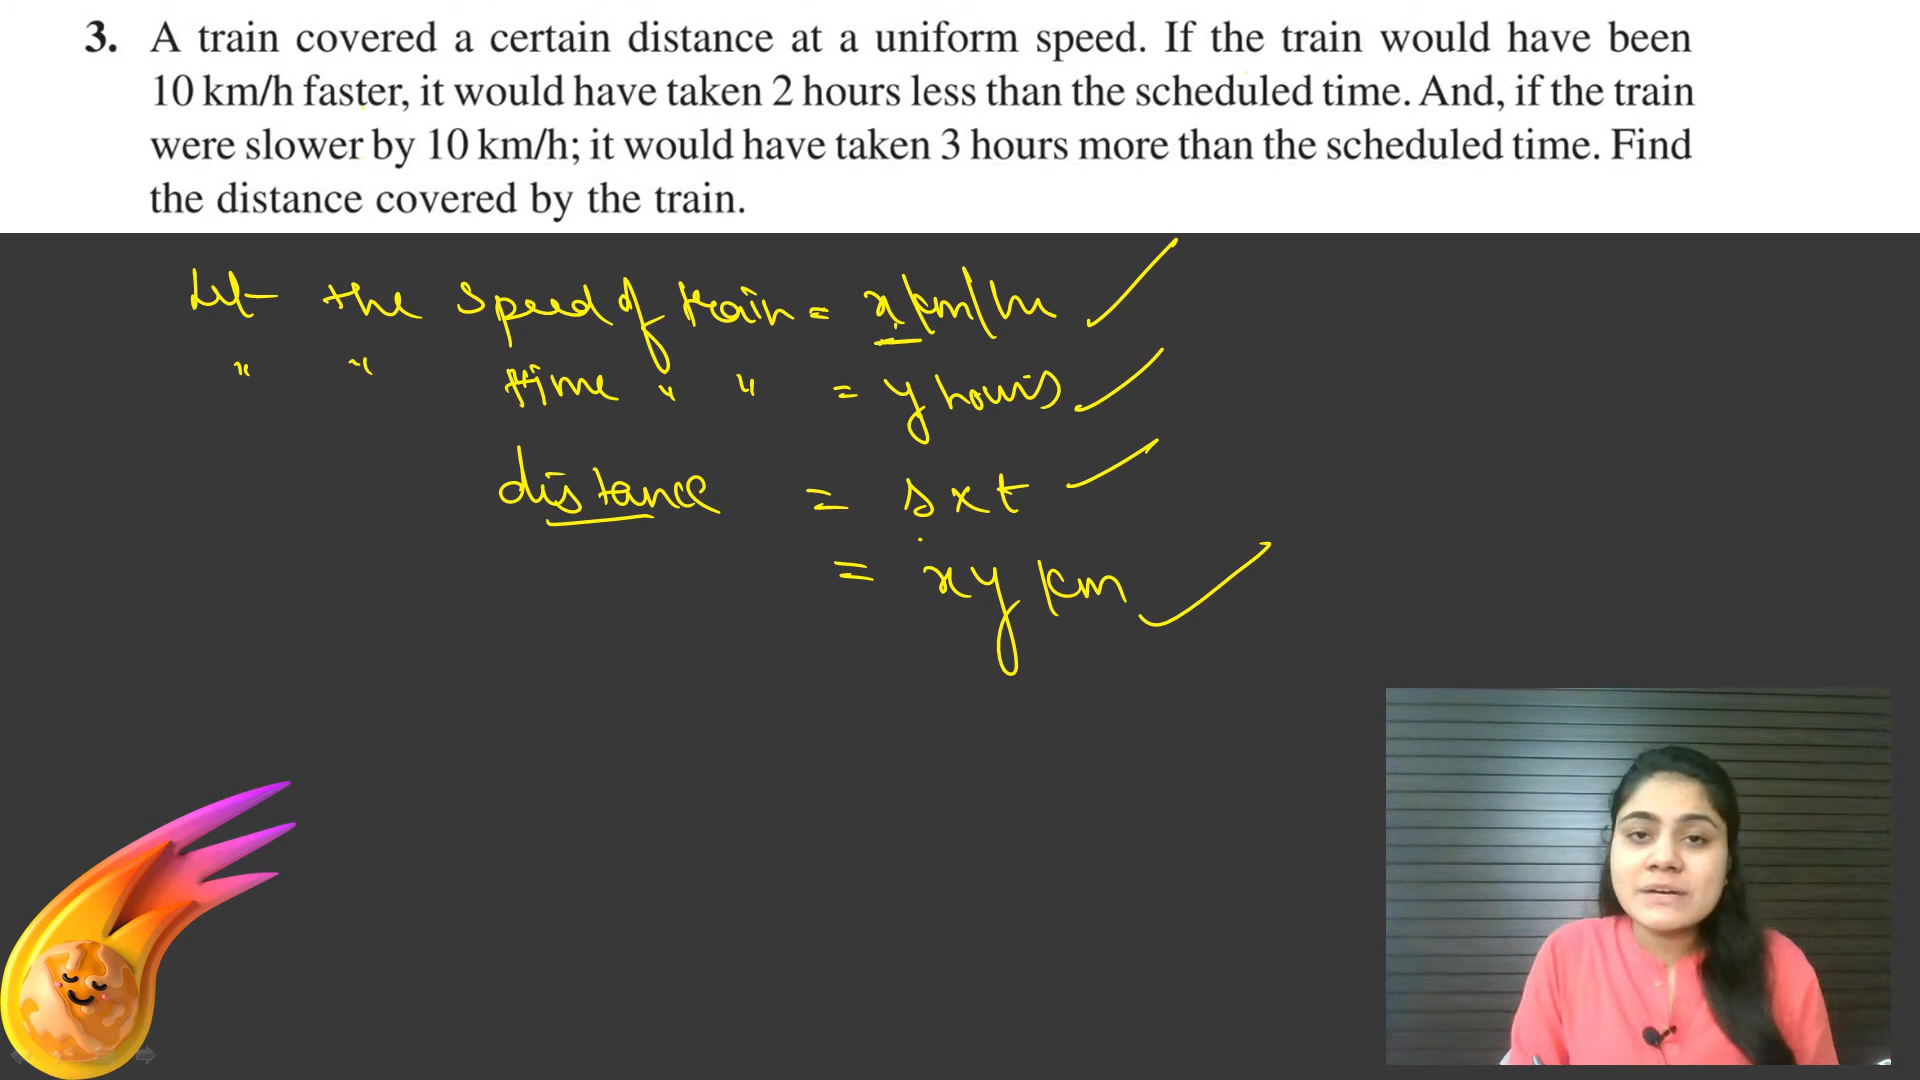 3. A train covered a certain distance at a uniform speed. If the train would have been
10 km/h faster, it would have taken 2 hours less than the scheduled time. And, if the train
were slower by 10 km/h; it would have taken 3 hours more than the scheduled time. Find
the distance covered by the train.
Let the speed of train = x km/hr
" " time " " = y hours
distance = s x t
= xy km